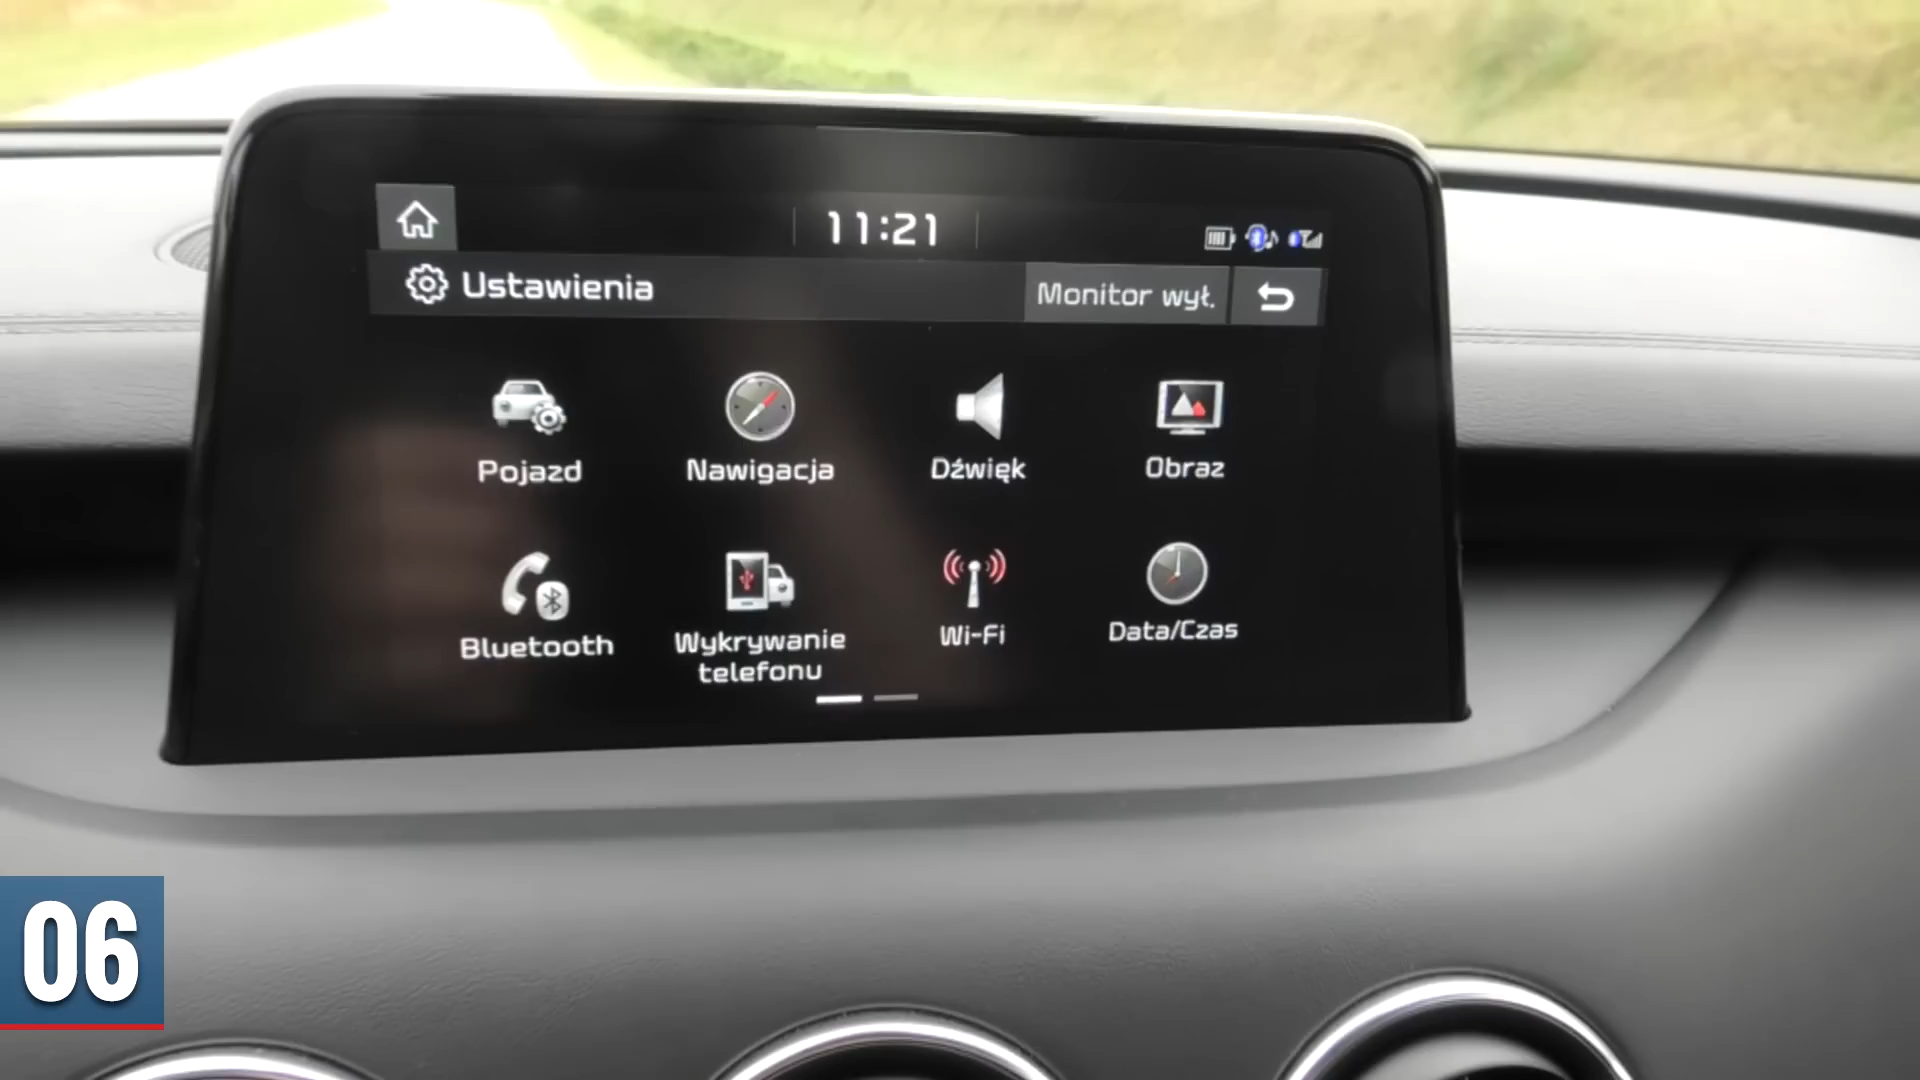 11:21
Ustawienia
Monitor wył.
Pojazd
Nawigacja
Dźwięk
Obraz
Bluetooth
Wykrywanie
telefonu
Wi-Fi
Data/Czas
06